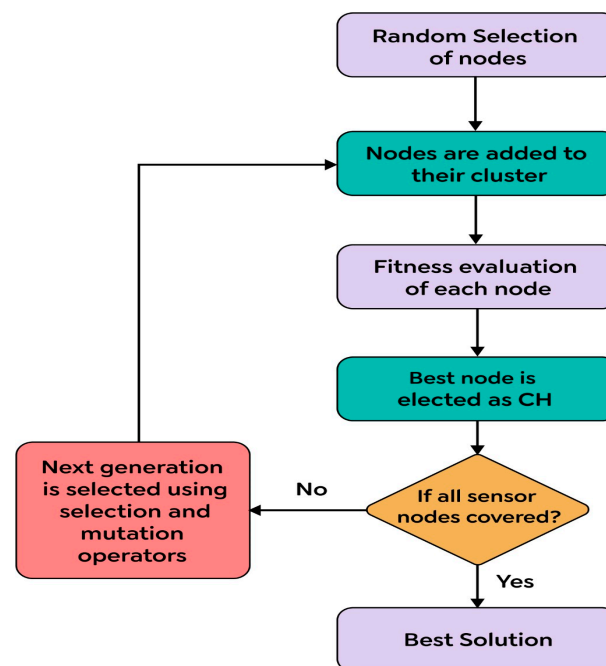 Random Selection
of nodes
Nodes are added to
their cluster
Fitness evaluation
of each node
Best node is
elected as CH
If all sensor
nodes covered?
No
Next generation
is selected using
selection and
mutation
operators
Yes
Best Solution